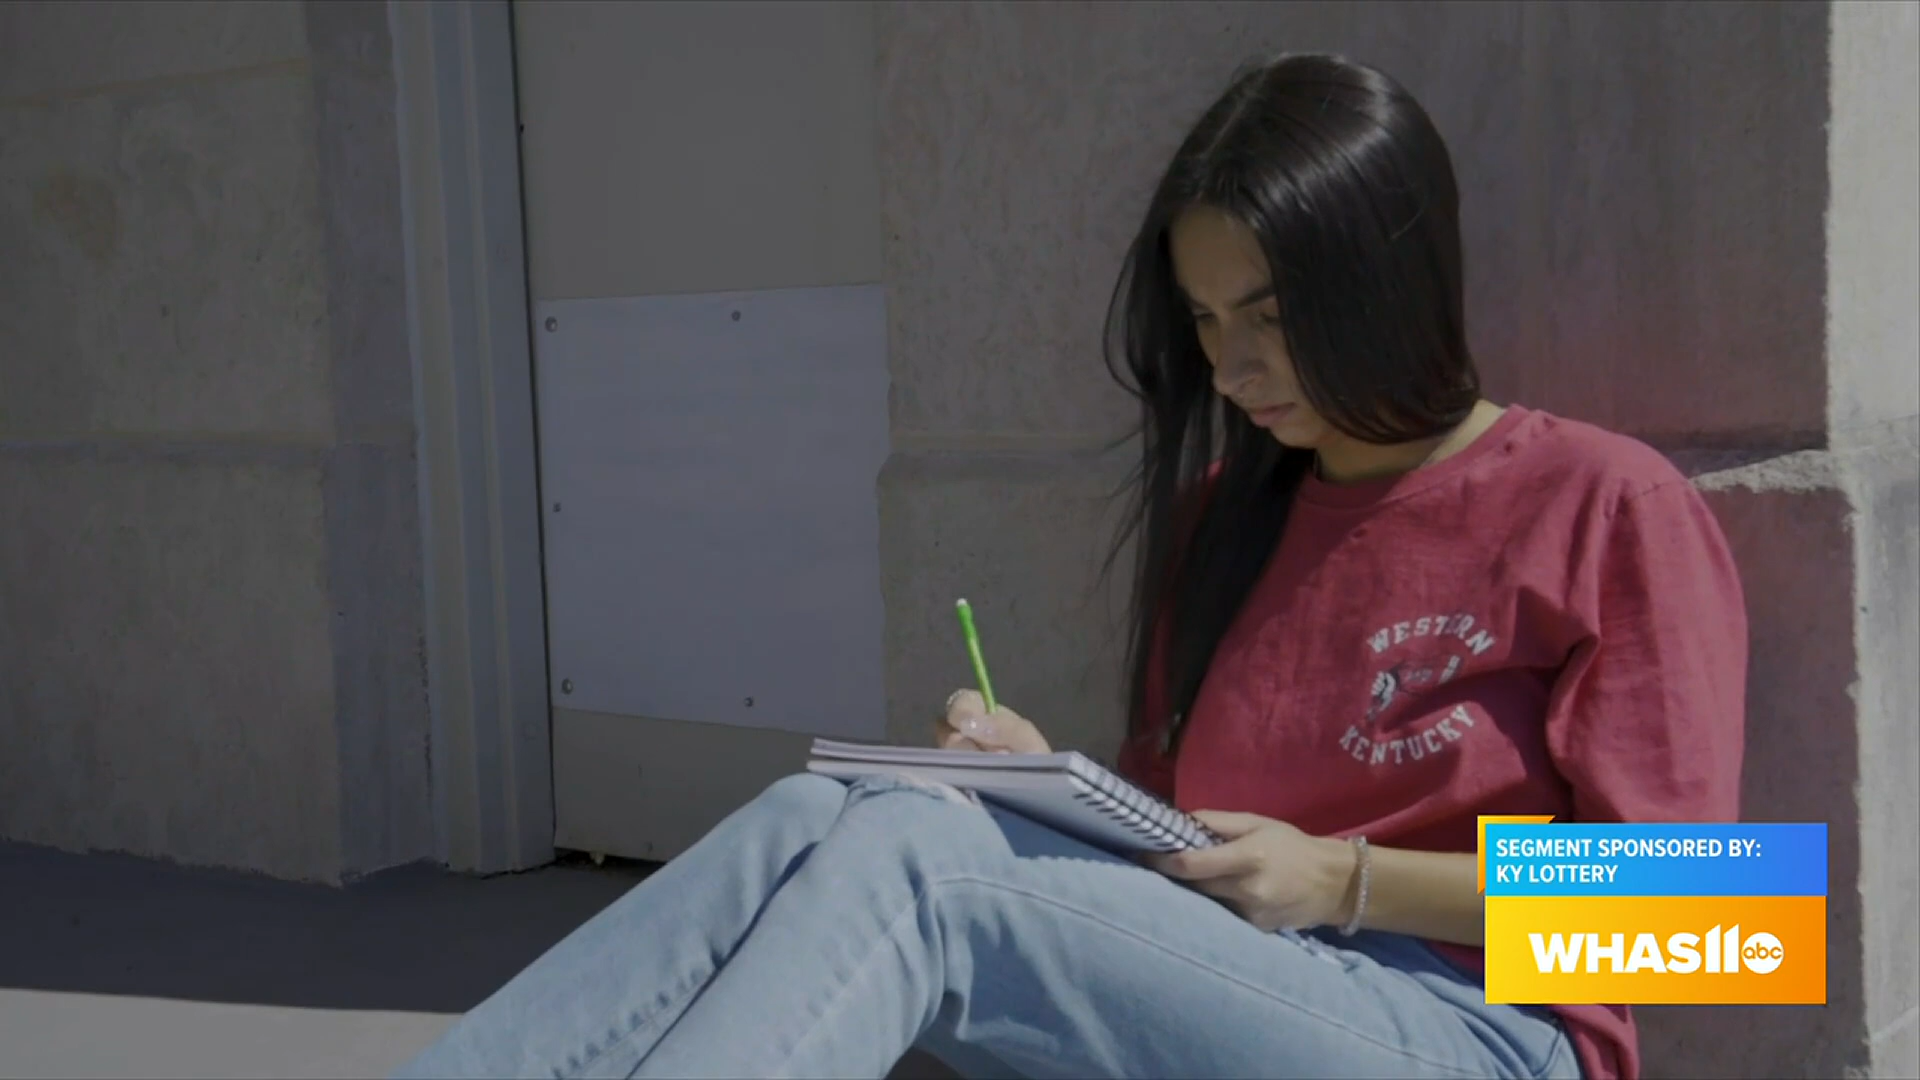 WESTERN
KENTUCKY
SEGMENT SPONSORED BY:
KY LOTTERY
WHAS11 abc